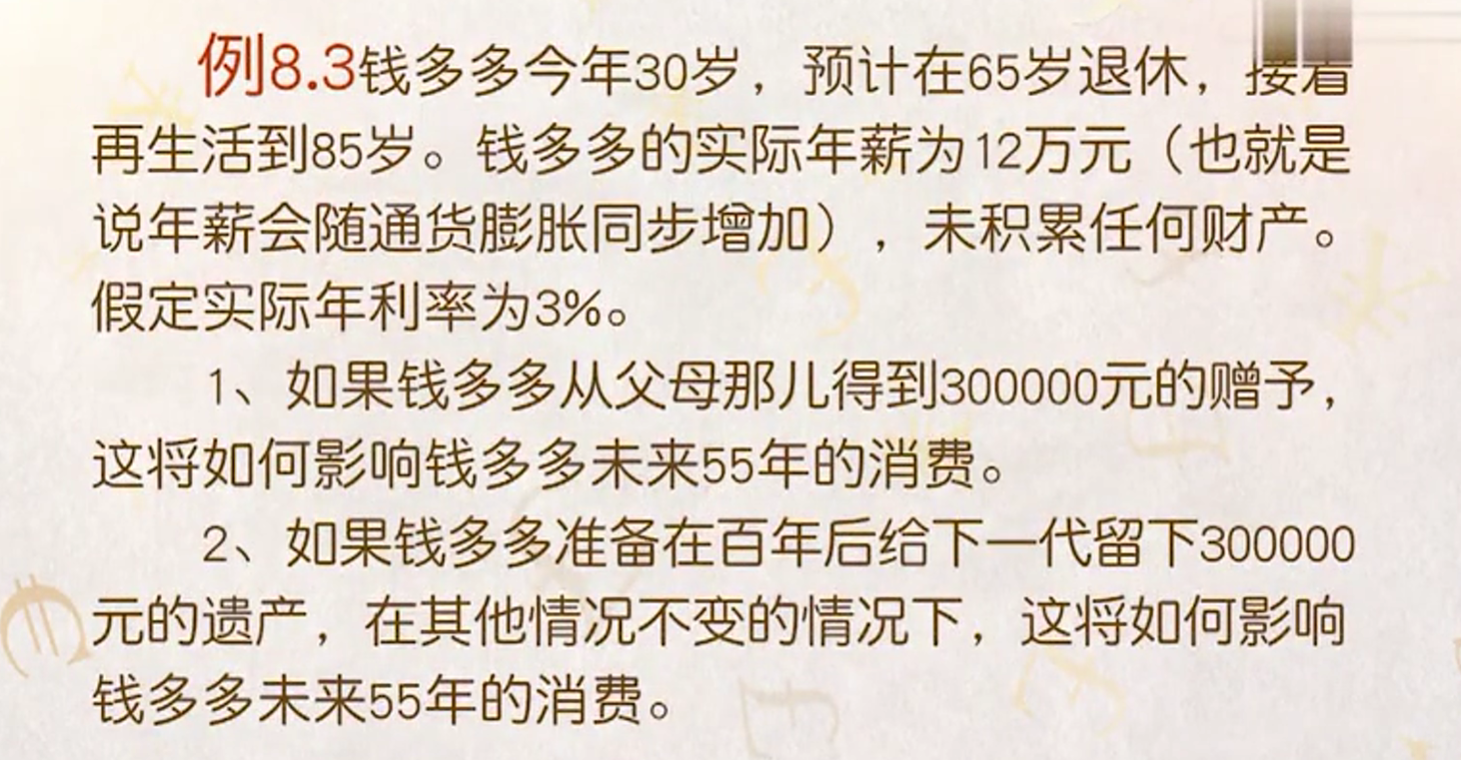 例8.3钱多多今年30岁，预计在65岁退休，接着
再生活到85岁。钱多多的实际年薪为12万元（也就是
说年薪会随通货膨胀同步增加），未积累任何财产。
假定实际年利率为3%。
1、如果钱多多从父母那儿得到300000元的赠予，
这将如何影响钱多多未来55年的消费。
2、如果钱多多准备在百年后给下一代留下300000
元的遗产，在其他情况不变的情况下，这将如何影响
钱多多未来55年的消费。